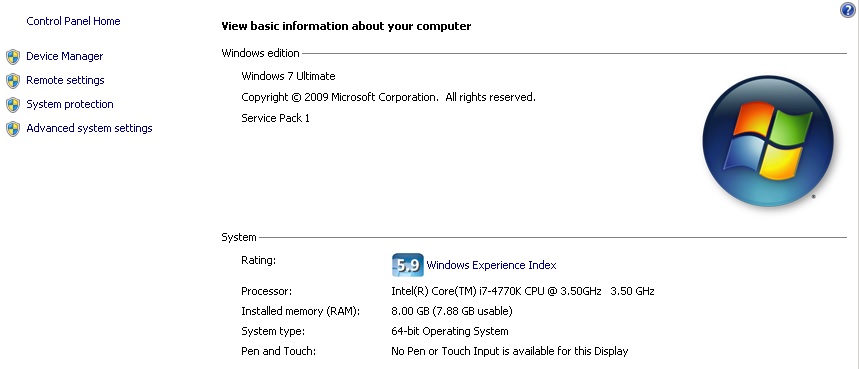 Control Panel Home
Device Manager
Remote settings
System protection
Advanced system settings
?
View basic information about your computer
Windows edition
Windows 7 Ultimate
Copyright © 2009 Microsoft Corporation. All rights reserved.
Service Pack 1
System
Rating: 5.9 Windows Experience Index
Processor: Intel(R) Core(TM) i7-4770K CPU @ 3.50GHz 3.50 GHz
Installed memory (RAM): 8.00 GB (7.88 GB usable)
System type: 64-bit Operating System
Pen and Touch: No Pen or Touch Input is available for this Display